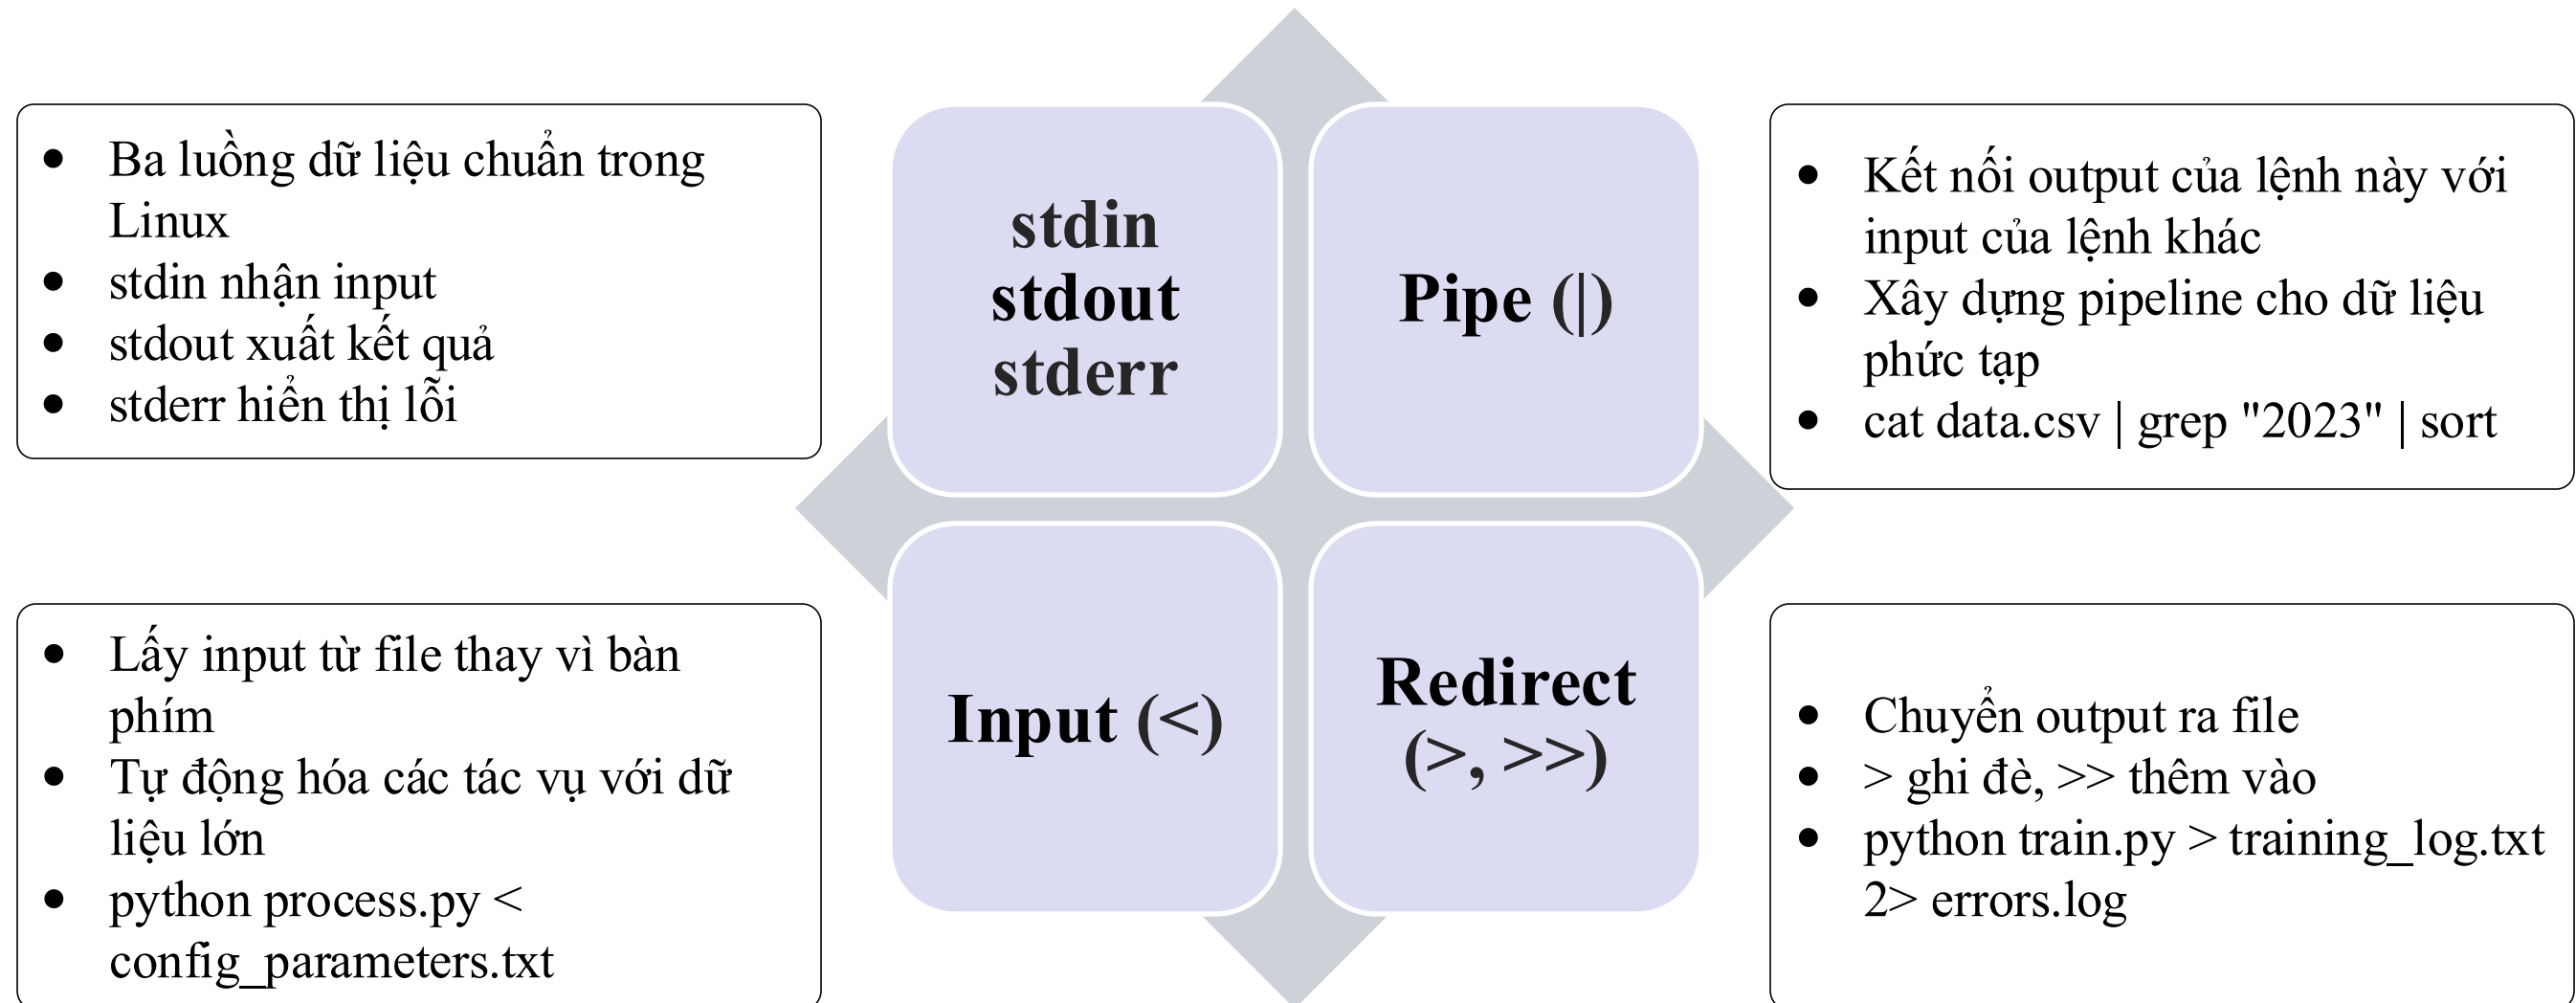 ● Ba luồng dữ liệu chuẩn trong
Linux
● stdin nhận input
● stdout xuất kết quả
● stderr hiển thị lỗi
stdin
stdout
stderr
Pipe (|)
● Kết nối output của lệnh này với
input của lệnh khác
● Xây dựng pipeline cho dữ liệu
phức tạp
● cat data.csv | grep "2023" | sort
● Lấy input từ file thay vì bàn
phím
● Tự động hóa các tác vụ với dữ
liệu lớn
● python process.py <
config_parameters.txt
Input (<)
Redirect
(>, >>)
● Chuyển output ra file
● > ghi đè, >> thêm vào
● python train.py > training_log.txt
2> errors.log